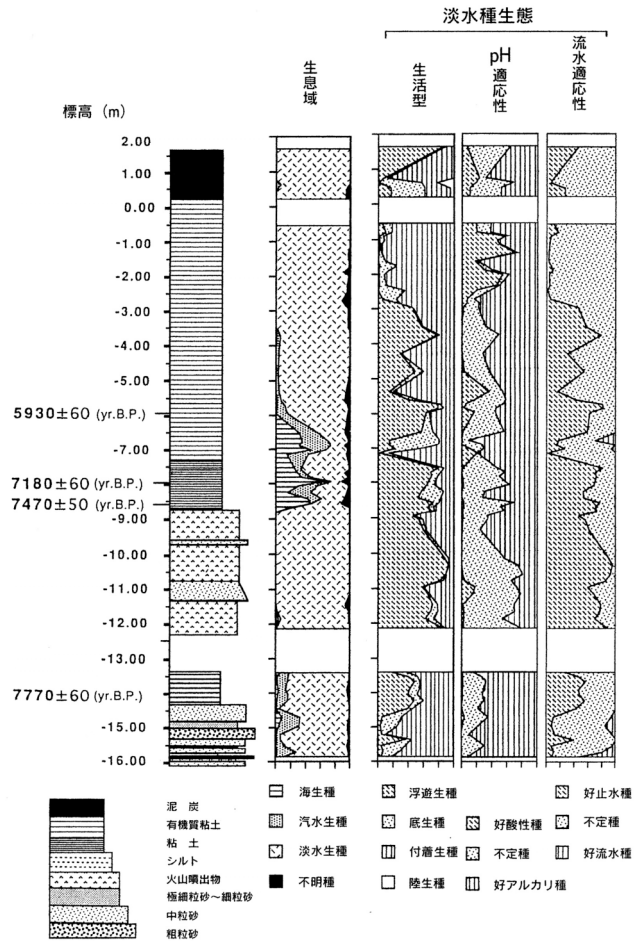 淡水種生態
生息域
生活型
pH適応性
流水適応性
標高（m）
2.00
1.00
0.00
-1.00
-2.00
-3.00
-4.00
-5.00
5930±60 (yr.B.P.)
-7.00
7180±60 (yr.B.P.)
7470±50 (yr.B.P.)
-9.00
-10.00
-11.00
-12.00
-13.00
7770±60 (yr.B.P.)
-15.00
-16.00
泥炭
有機質粘土
粘土
シルト
火山噴出物
極細粒砂～細粒砂
中粒砂
粗粒砂
海生種
汽水生種
淡水生種
不明種
浮遊生種
底生種
付着生種
陸生種
好酸性種
不定種
好アルカリ種
好止水種
不定種
好流水種